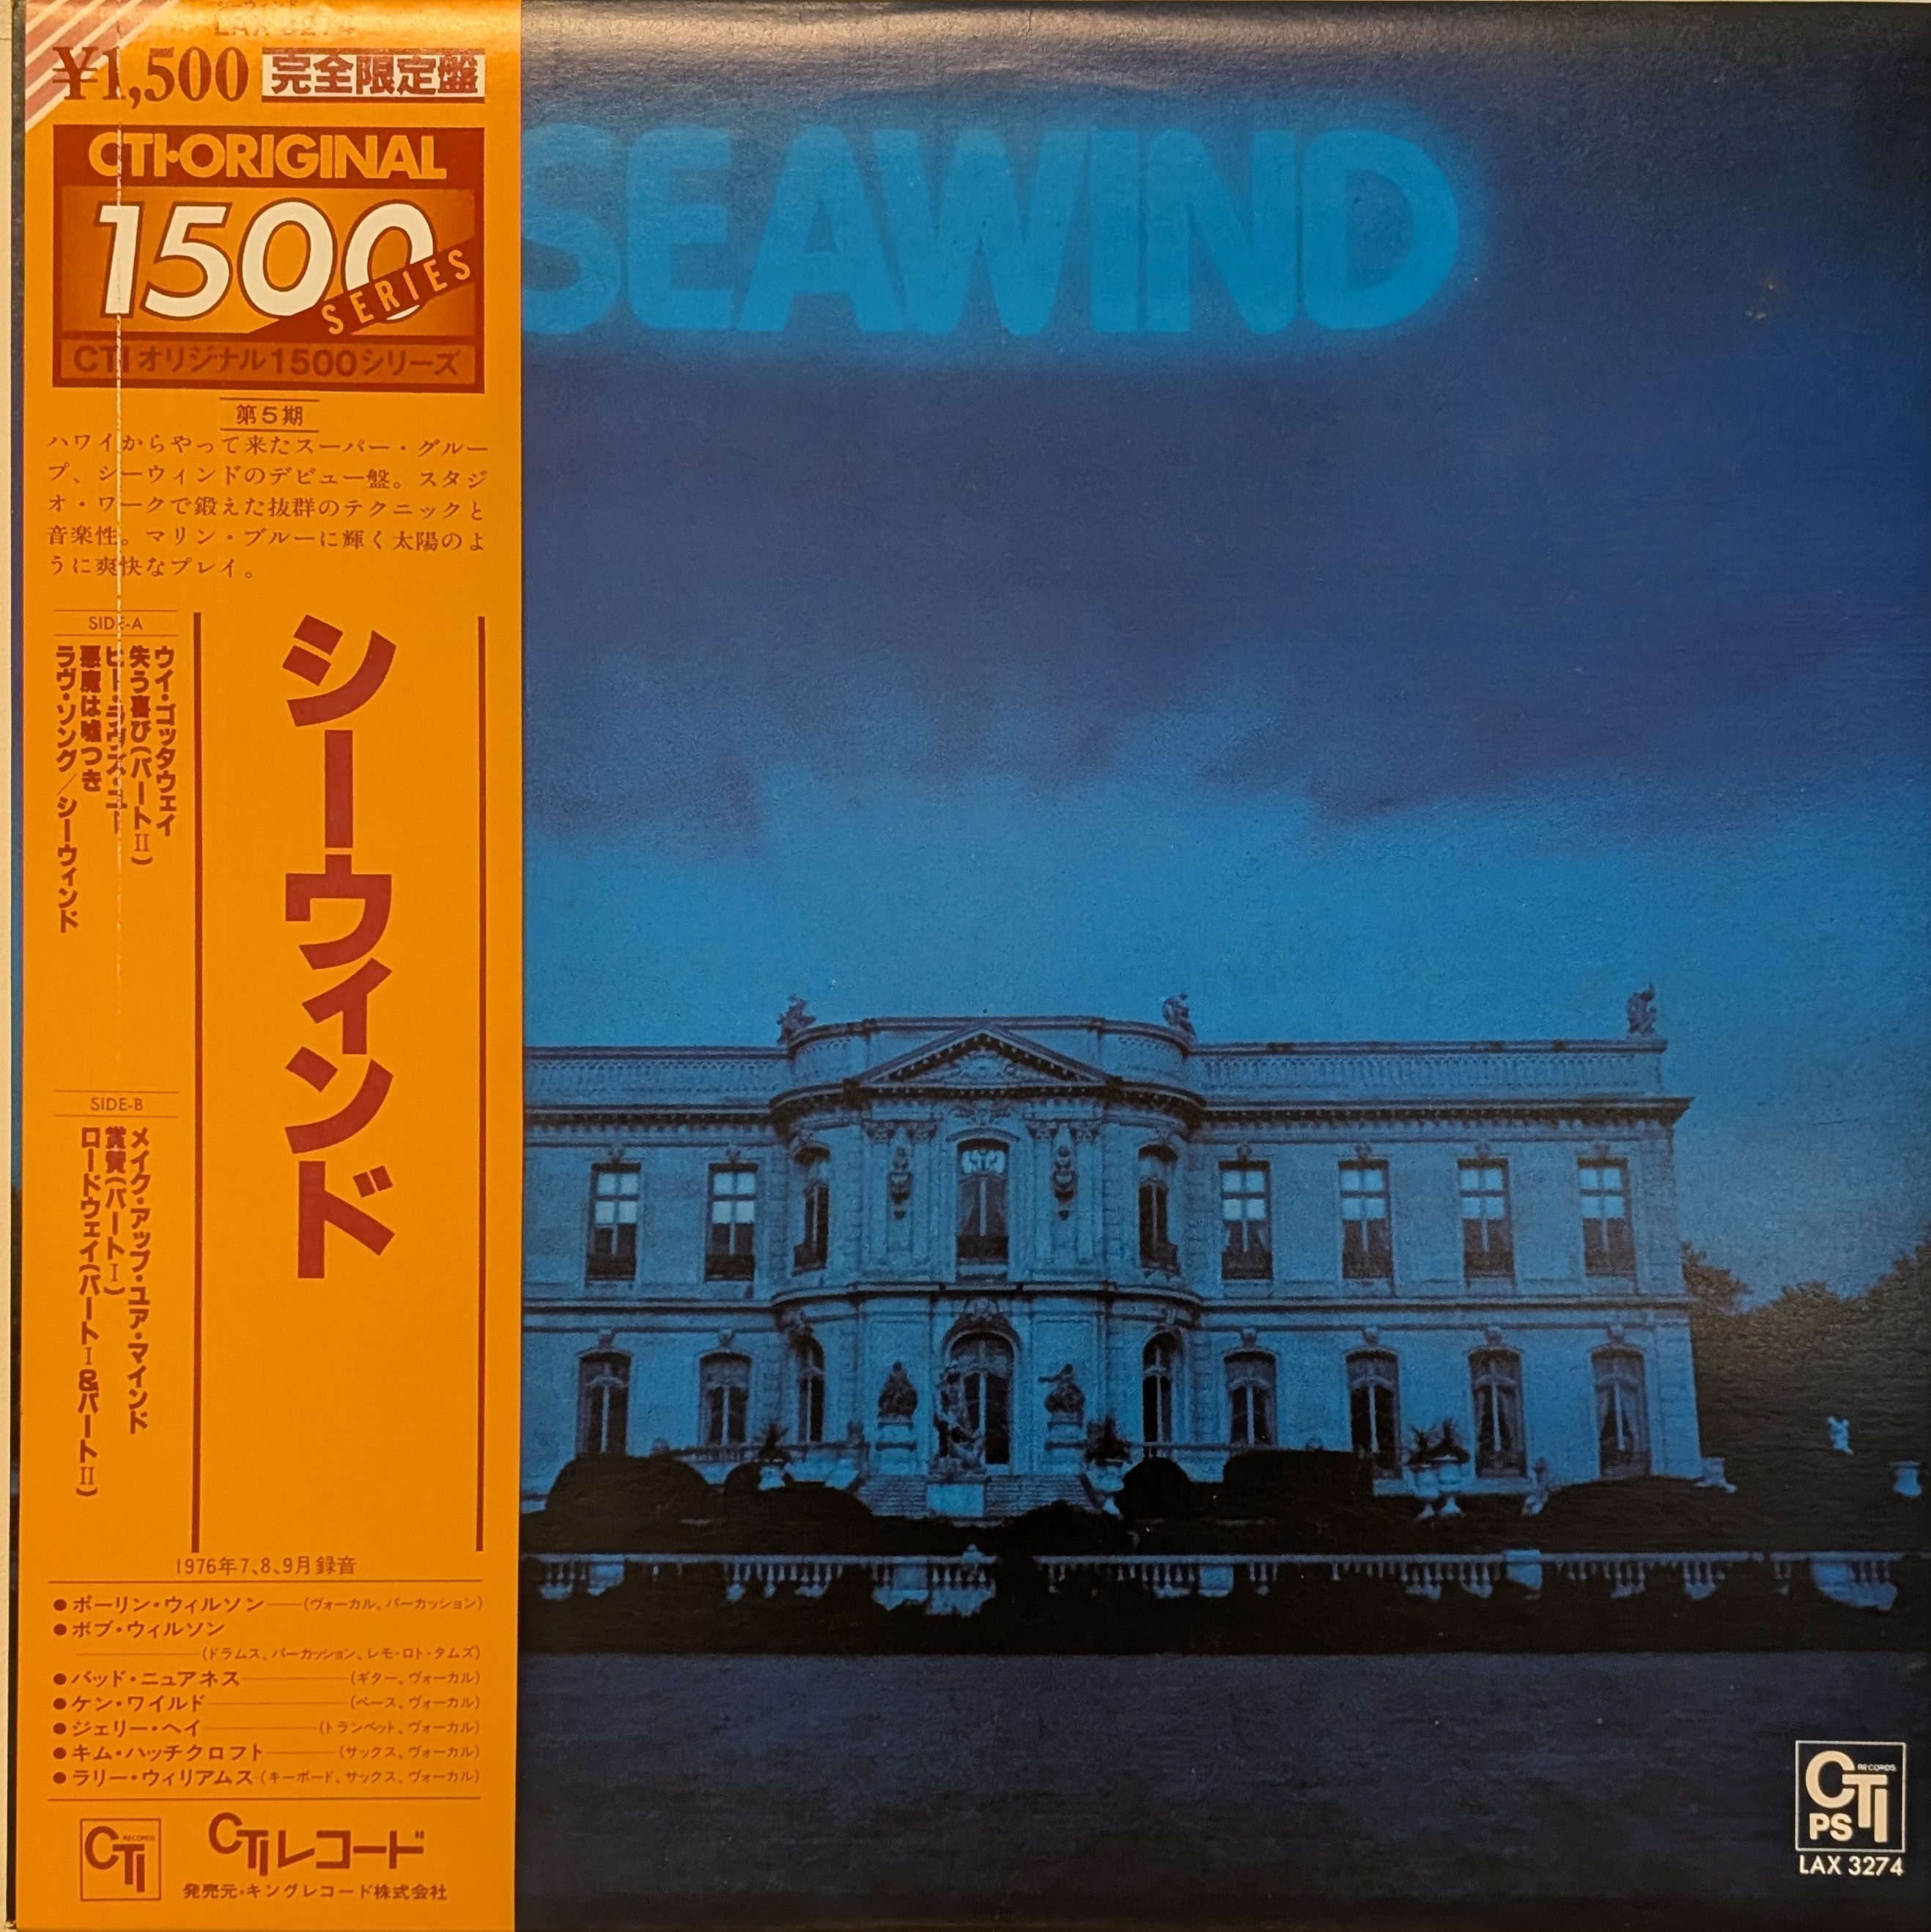 シーウィンド
LAX 3274
¥1,500 完全限定盤
CTI・ORIGINAL
1500
SERIES
CTIオリジナル1500シリーズ
第5期
ハワイからやって来たスーパー・グルー
プ、シーウィンドのデビュー盤。スタジ
オ・ワークで鍛えた抜群のテクニックと
音楽性。マリン・ブルーに輝く太陽のよ
うに爽快なプレイ。
シーウィンド
SIDE-A
ウイ・ゴッタウェイ
失う喜び(パートII)
ヒー・ラヴズ・ユー
悪魔は嘘つき
ラヴ・ソング/シーウィンド
SIDE-B
メイク・アップ・ユア・マインド
賞賛(パートI)
ロードウェイ(パートI&パートII)
1976年7、8、9月録音
●ポーリン・ウィルソン——(ヴォーカル、パーカッション)
●ボブ・ウィルソン
——(ドラムス、パーカッション、レモ・ロト・タムズ)
●バッド・ニュアネス——(ギター、ヴォーカル)
●ケン・ワイルド——(ベース、ヴォーカル)
●ジェリー・ヘイ——(トランペット、ヴォーカル)
●キム・ハッチクロフト——(サックス、ヴォーカル)
●ラリー・ウィリアムス-(キーボード、サックス、ヴォーカル)
CTI RECORDS
CTIレコード
発売元・キングレコード株式会社
SEAWIND
CTI RECORDS
PS
LAX 3274